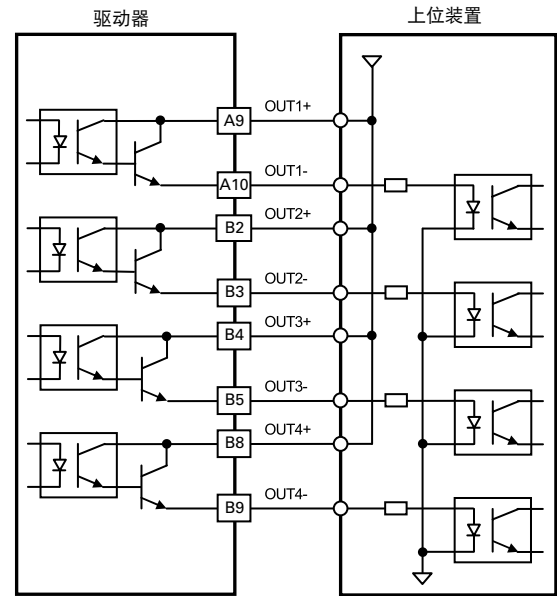 驱动器
上位装置
A9
OUT1+
A10
OUT1-
B2
OUT2+
B3
OUT2-
B4
OUT3+
B5
OUT3-
B8
OUT4+
B9
OUT4-